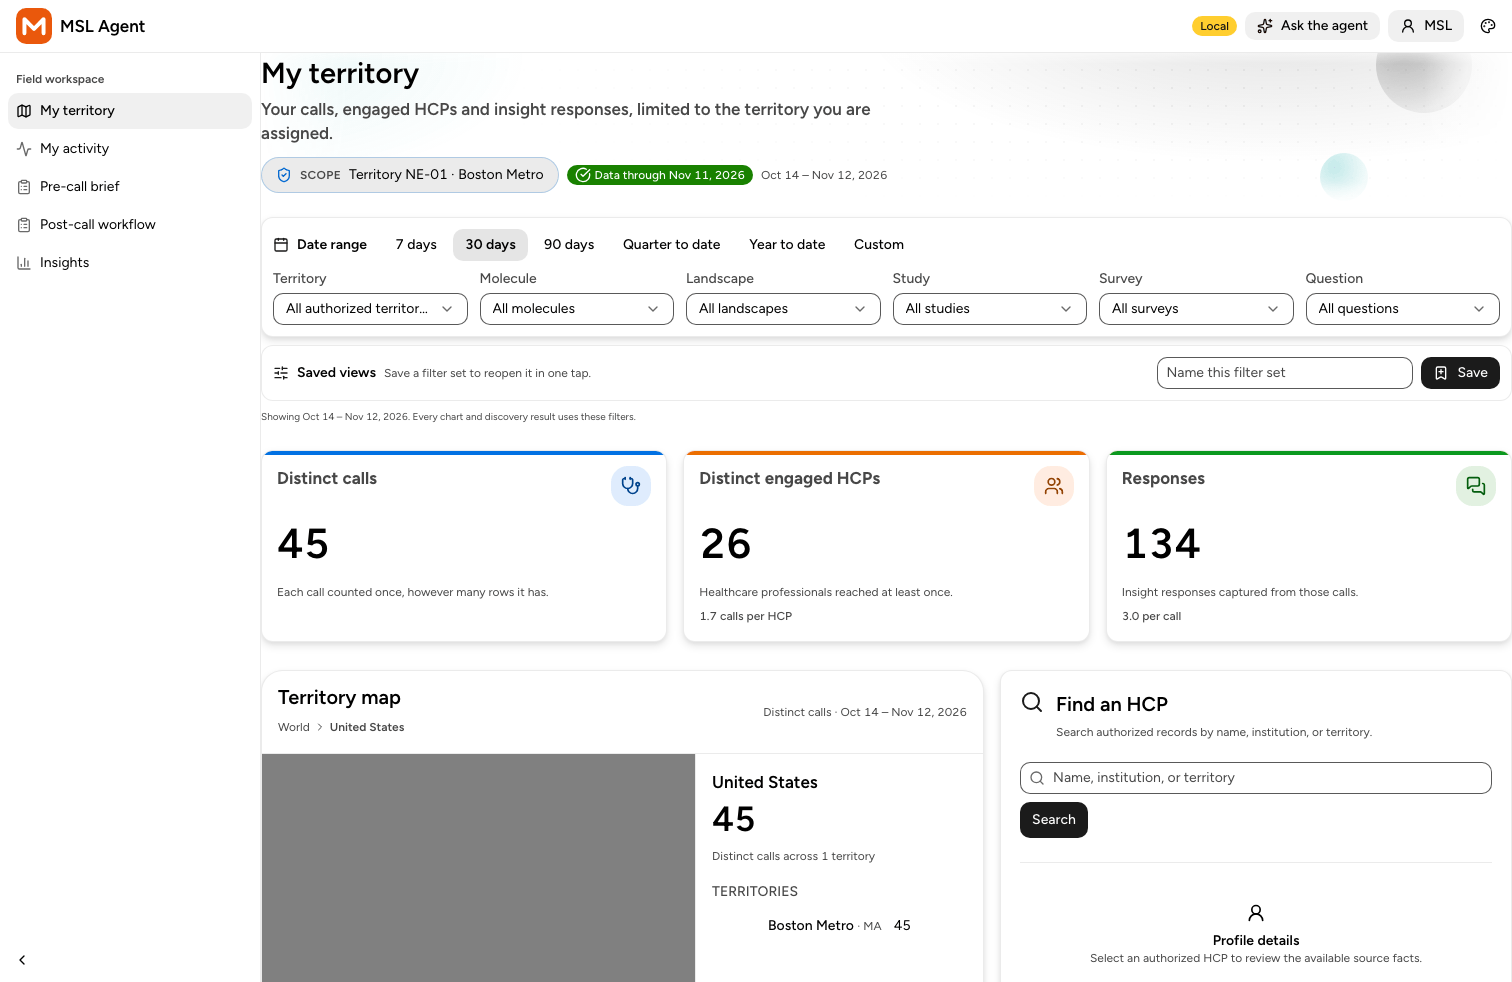 MSL Agent
Local
Ask the agent
MSL
Field workspace
My territory
My activity
Pre-call brief
Post-call workflow
Insights
My territory
Your calls, engaged HCPs and insight responses, limited to the territory you are
assigned.
SCOPE Territory NE-01 · Boston Metro
Data through Nov 11, 2026
Oct 14 – Nov 12, 2026
Date range 7 days 30 days 90 days Quarter to date Year to date Custom
Territory Molecule Landscape Study Survey Question
All authorized territor... All molecules All landscapes All studies All surveys All questions
Saved views Save a filter set to reopen it in one tap.
Name this filter set
Save
Showing Oct 14 – Nov 12, 2026. Every chart and discovery result uses these filters.
Distinct calls
45
Each call counted once, however many rows it has.
Distinct engaged HCPs
26
Healthcare professionals reached at least once.
1.7 calls per HCP
Responses
134
Insight responses captured from those calls.
3.0 per call
Territory map
World > United States
Distinct calls · Oct 14 – Nov 12, 2026
United States
45
Distinct calls across 1 territory
TERRITORIES
Boston Metro · MA 45
Find an HCP
Search authorized records by name, institution, or territory.
Name, institution, or territory
Search
Profile details
Select an authorized HCP to review the available source facts.